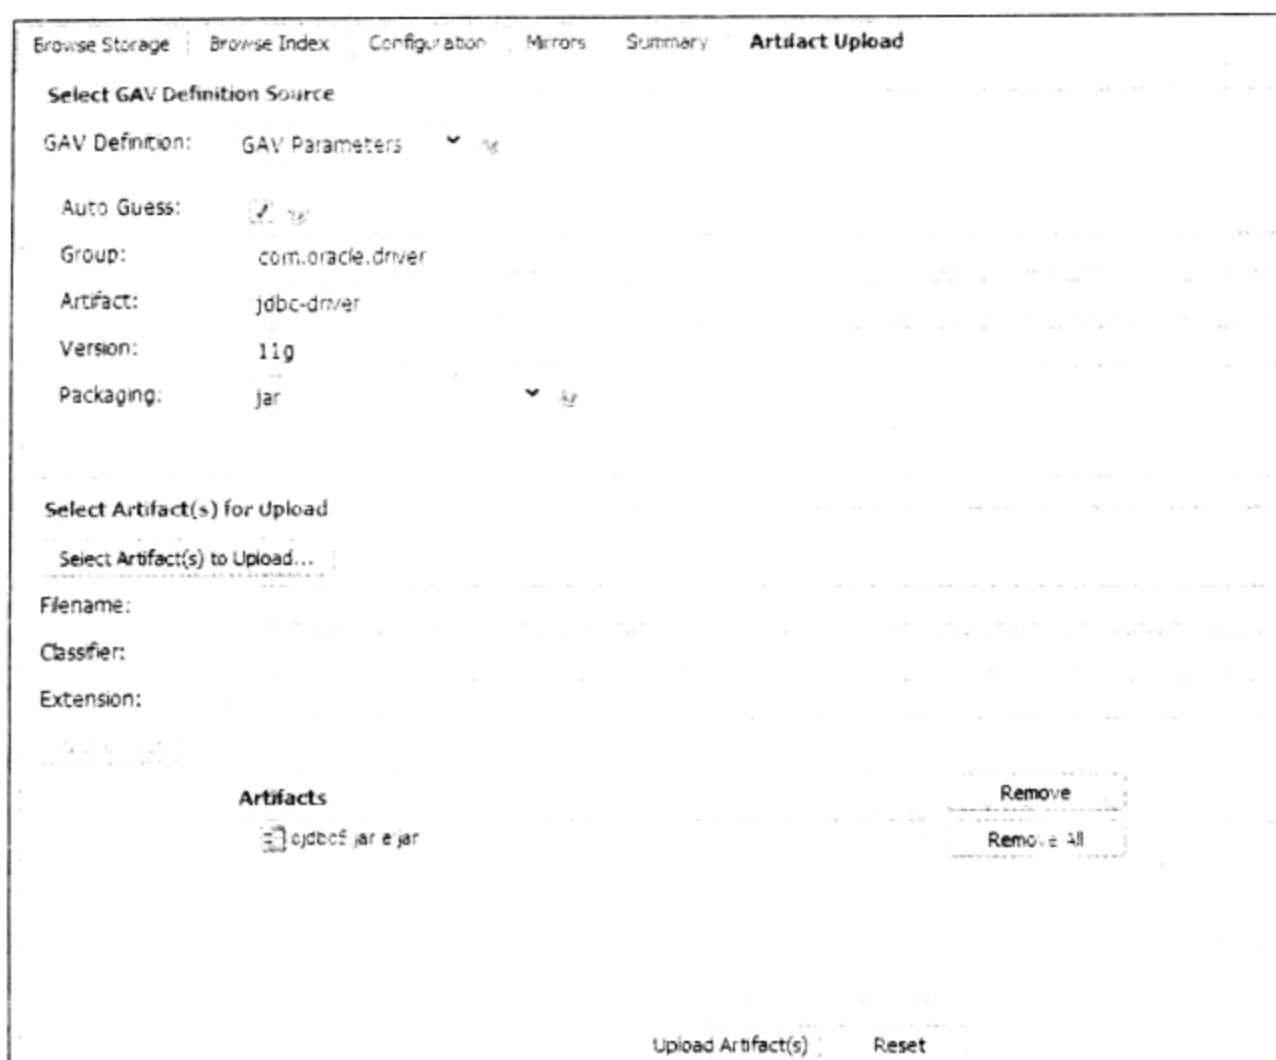 Browse Storage Browse Index Configuration Mirrors Summary Artifact Upload
Select GAV Definition Source
GAV Definition: GAV Parameters
Auto Guess:
Group: com.oracle.driver
Artifact: jdbc-driver
Version: 11g
Packaging: jar
Select Artifact(s) for Upload
Select Artifact(s) to Upload...
Filename:
Classifier:
Extension:
Artifacts Remove
Remove All
Upload Artifact(s) Reset